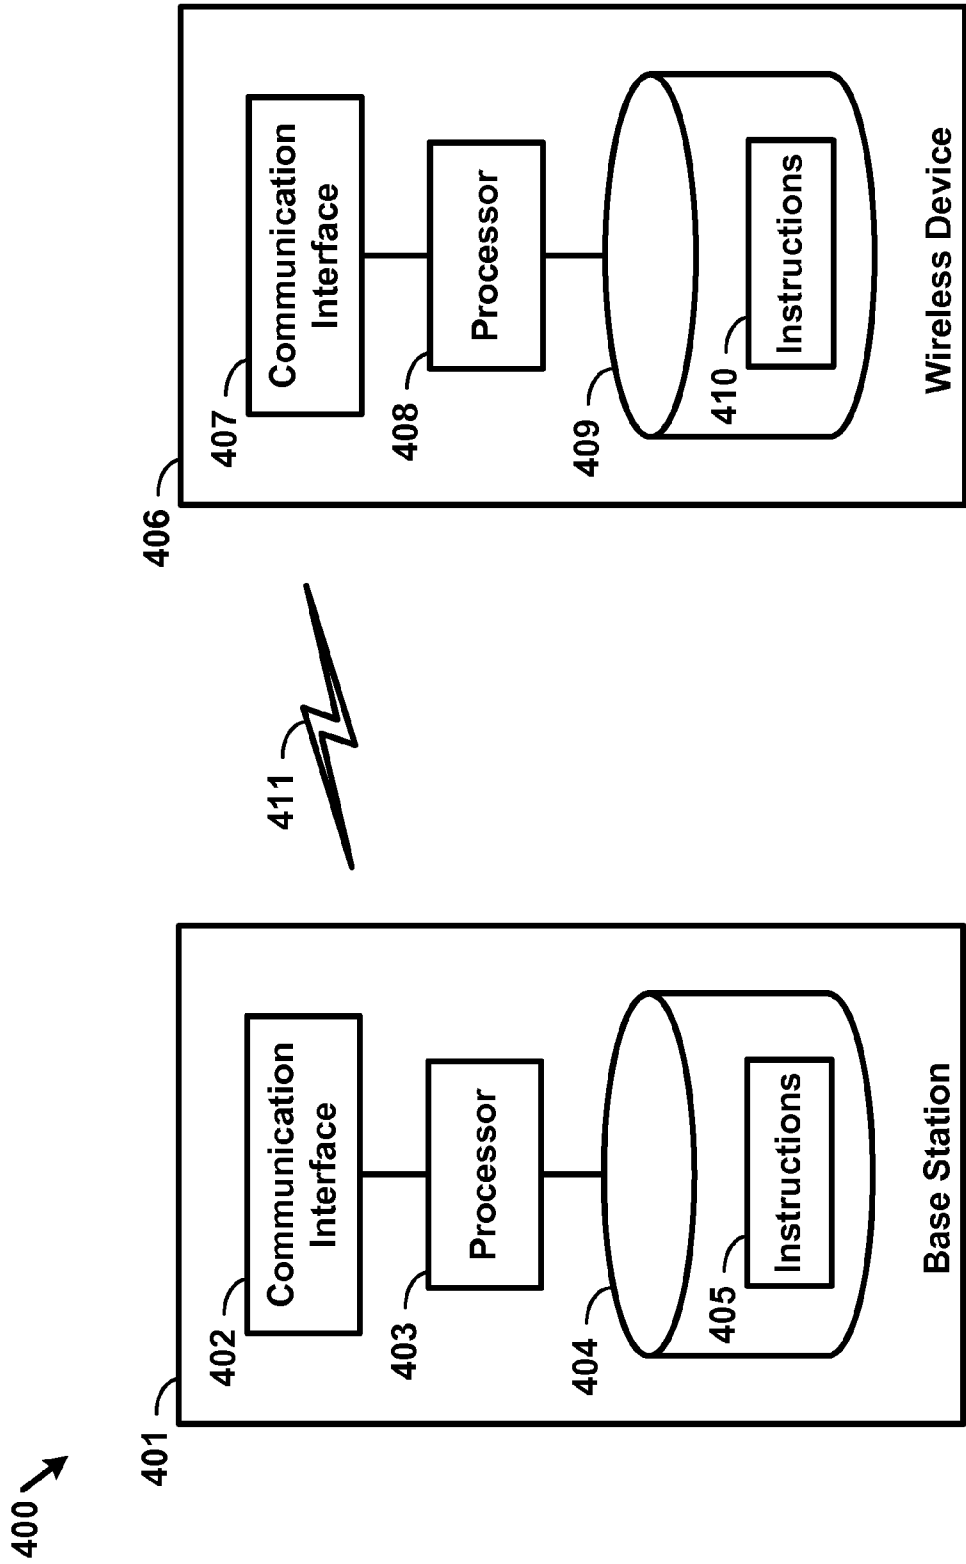 400
401
402
Communication
Interface
403
Processor
404
405
Instructions
Base Station
411
406
407
Communication
Interface
408
Processor
409
410
Instructions
Wireless Device